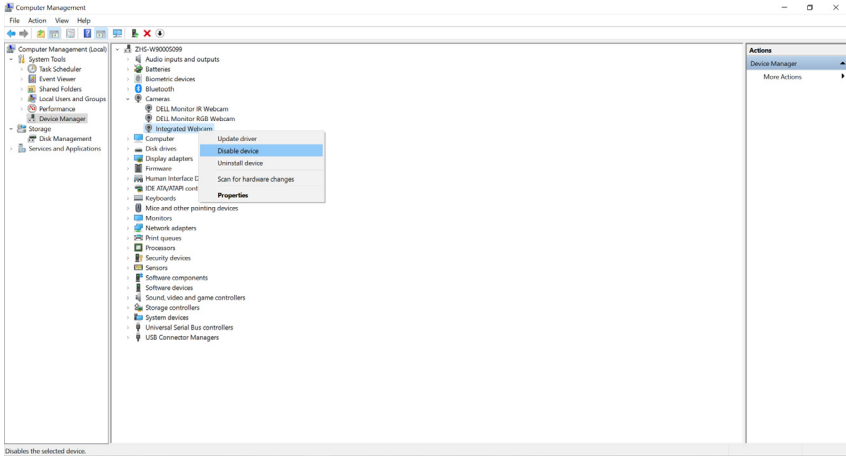 Computer Management
File Action View Help
Computer Management (Local)
System Tools
Task Scheduler
Event Viewer
Shared Folders
Local Users and Groups
Performance
Device Manager
Storage
Disk Management
Services and Applications
ZHS-W90005099
Audio inputs and outputs
Batteries
Biometric devices
Bluetooth
Cameras
DELL Monitor IR Webcam
DELL Monitor RGB Webcam
Integrated Webcam
Computer
Disk drives
Display adapters
Firmware
Human Interface D
IDE ATA/ATAPI cont
Keyboards
Mice and other pointing devices
Monitors
Network adapters
Print queues
Processors
Security devices
Sensors
Software components
Software devices
Sound, video and game controllers
Storage controllers
System devices
Universal Serial Bus controllers
USB Connector Managers
Update driver
Disable device
Uninstall device
Scan for hardware changes
Properties
Actions
Device Manager
More Actions
Disables the selected device.